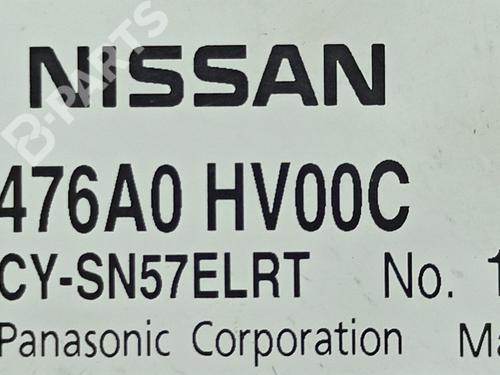 NISSAN
B-PARTS
476A0 HV00C
CY-SN57ELRT No. 1
Panasonic Corporation Ma